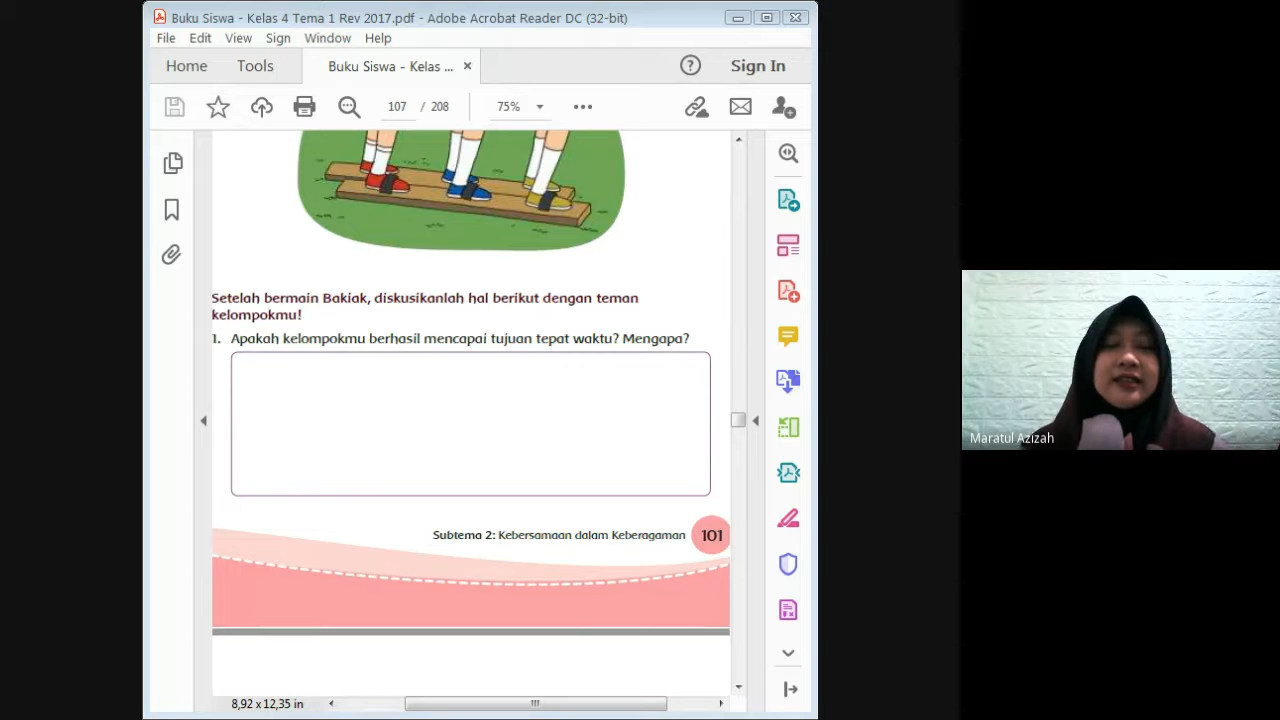 Buku Siswa - Kelas 4 Tema 1 Rev 2017.pdf - Adobe Acrobat Reader DC (32-bit)
File Edit View Sign Window Help
Home Tools Buku Siswa - Kelas ... × ? Sign In
107 / 208 75%
Setelah bermain Bakiak, diskusikanlah hal berikut dengan teman
kelompokmu!
1. Apakah kelompokmu berhasil mencapai tujuan tepat waktu? Mengapa?
Subtema 2: Kebersamaan dalam Keberagaman 101
8,92 x 12,35 in
Maratul Azizah